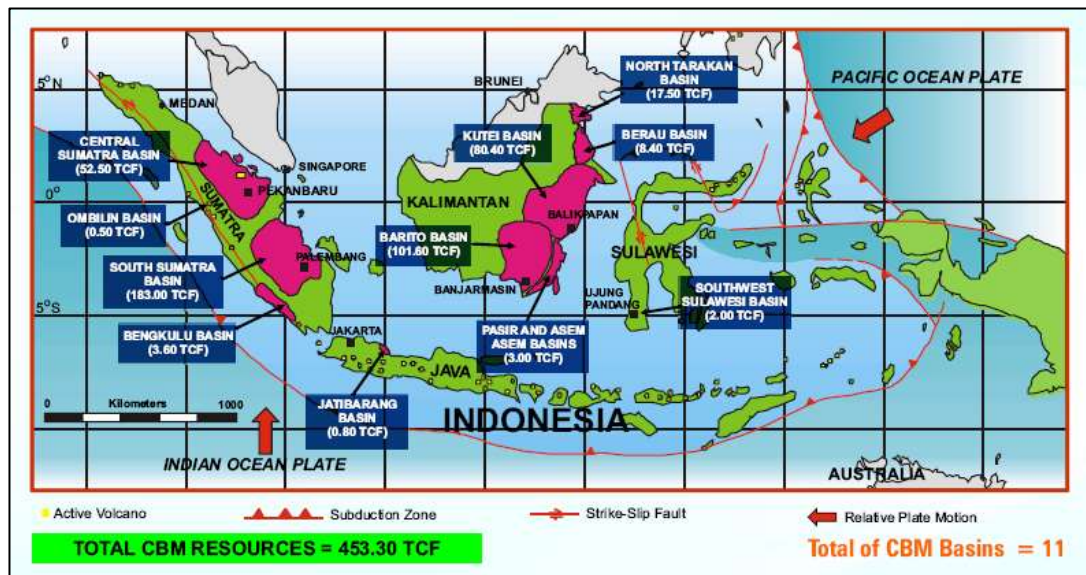 NORTH TARAKAN
BASIN
(17.50 TCF)
PACIFIC OCEAN PLATE
5°N
BRUNEI
MEDAN
KUTEI BASIN
(80.40 TCF)
BERAU BASIN
(8.40 TCF)
CENTRAL
SUMATRA BASIN
(52.50 TCF)
SINGAPORE
PEKANBARU
0°
SUMATRA
KALIMANTAN
BALIKPAPAN
OMBILIN BASIN
(0.50 TCF)
BARITO BASIN
(101.60 TCF)
SULAWESI
PALEMBANG
SOUTH SUMATRA
BASIN
(183.00 TCF)
BANJARMASIN
UJUNG
PANDANG
SOUTHWEST
SULAWESI BASIN
(2.00 TCF)
5°S
BENGKULU BASIN
(3.60 TCF)
JAKARTA
PASIR AND ASEM
ASEM BASINS
(3.00 TCF)
JAVA
0 Kilometers 1000
JATIBARANG
BASIN
(0.80 TCF)
INDONESIA
INDIAN OCEAN PLATE
AUSTRALIA
Active Volcano
Subduction Zone
Strike-Slip Fault
Relative Plate Motion
TOTAL CBM RESOURCES = 453.30 TCF
Total of CBM Basins = 11